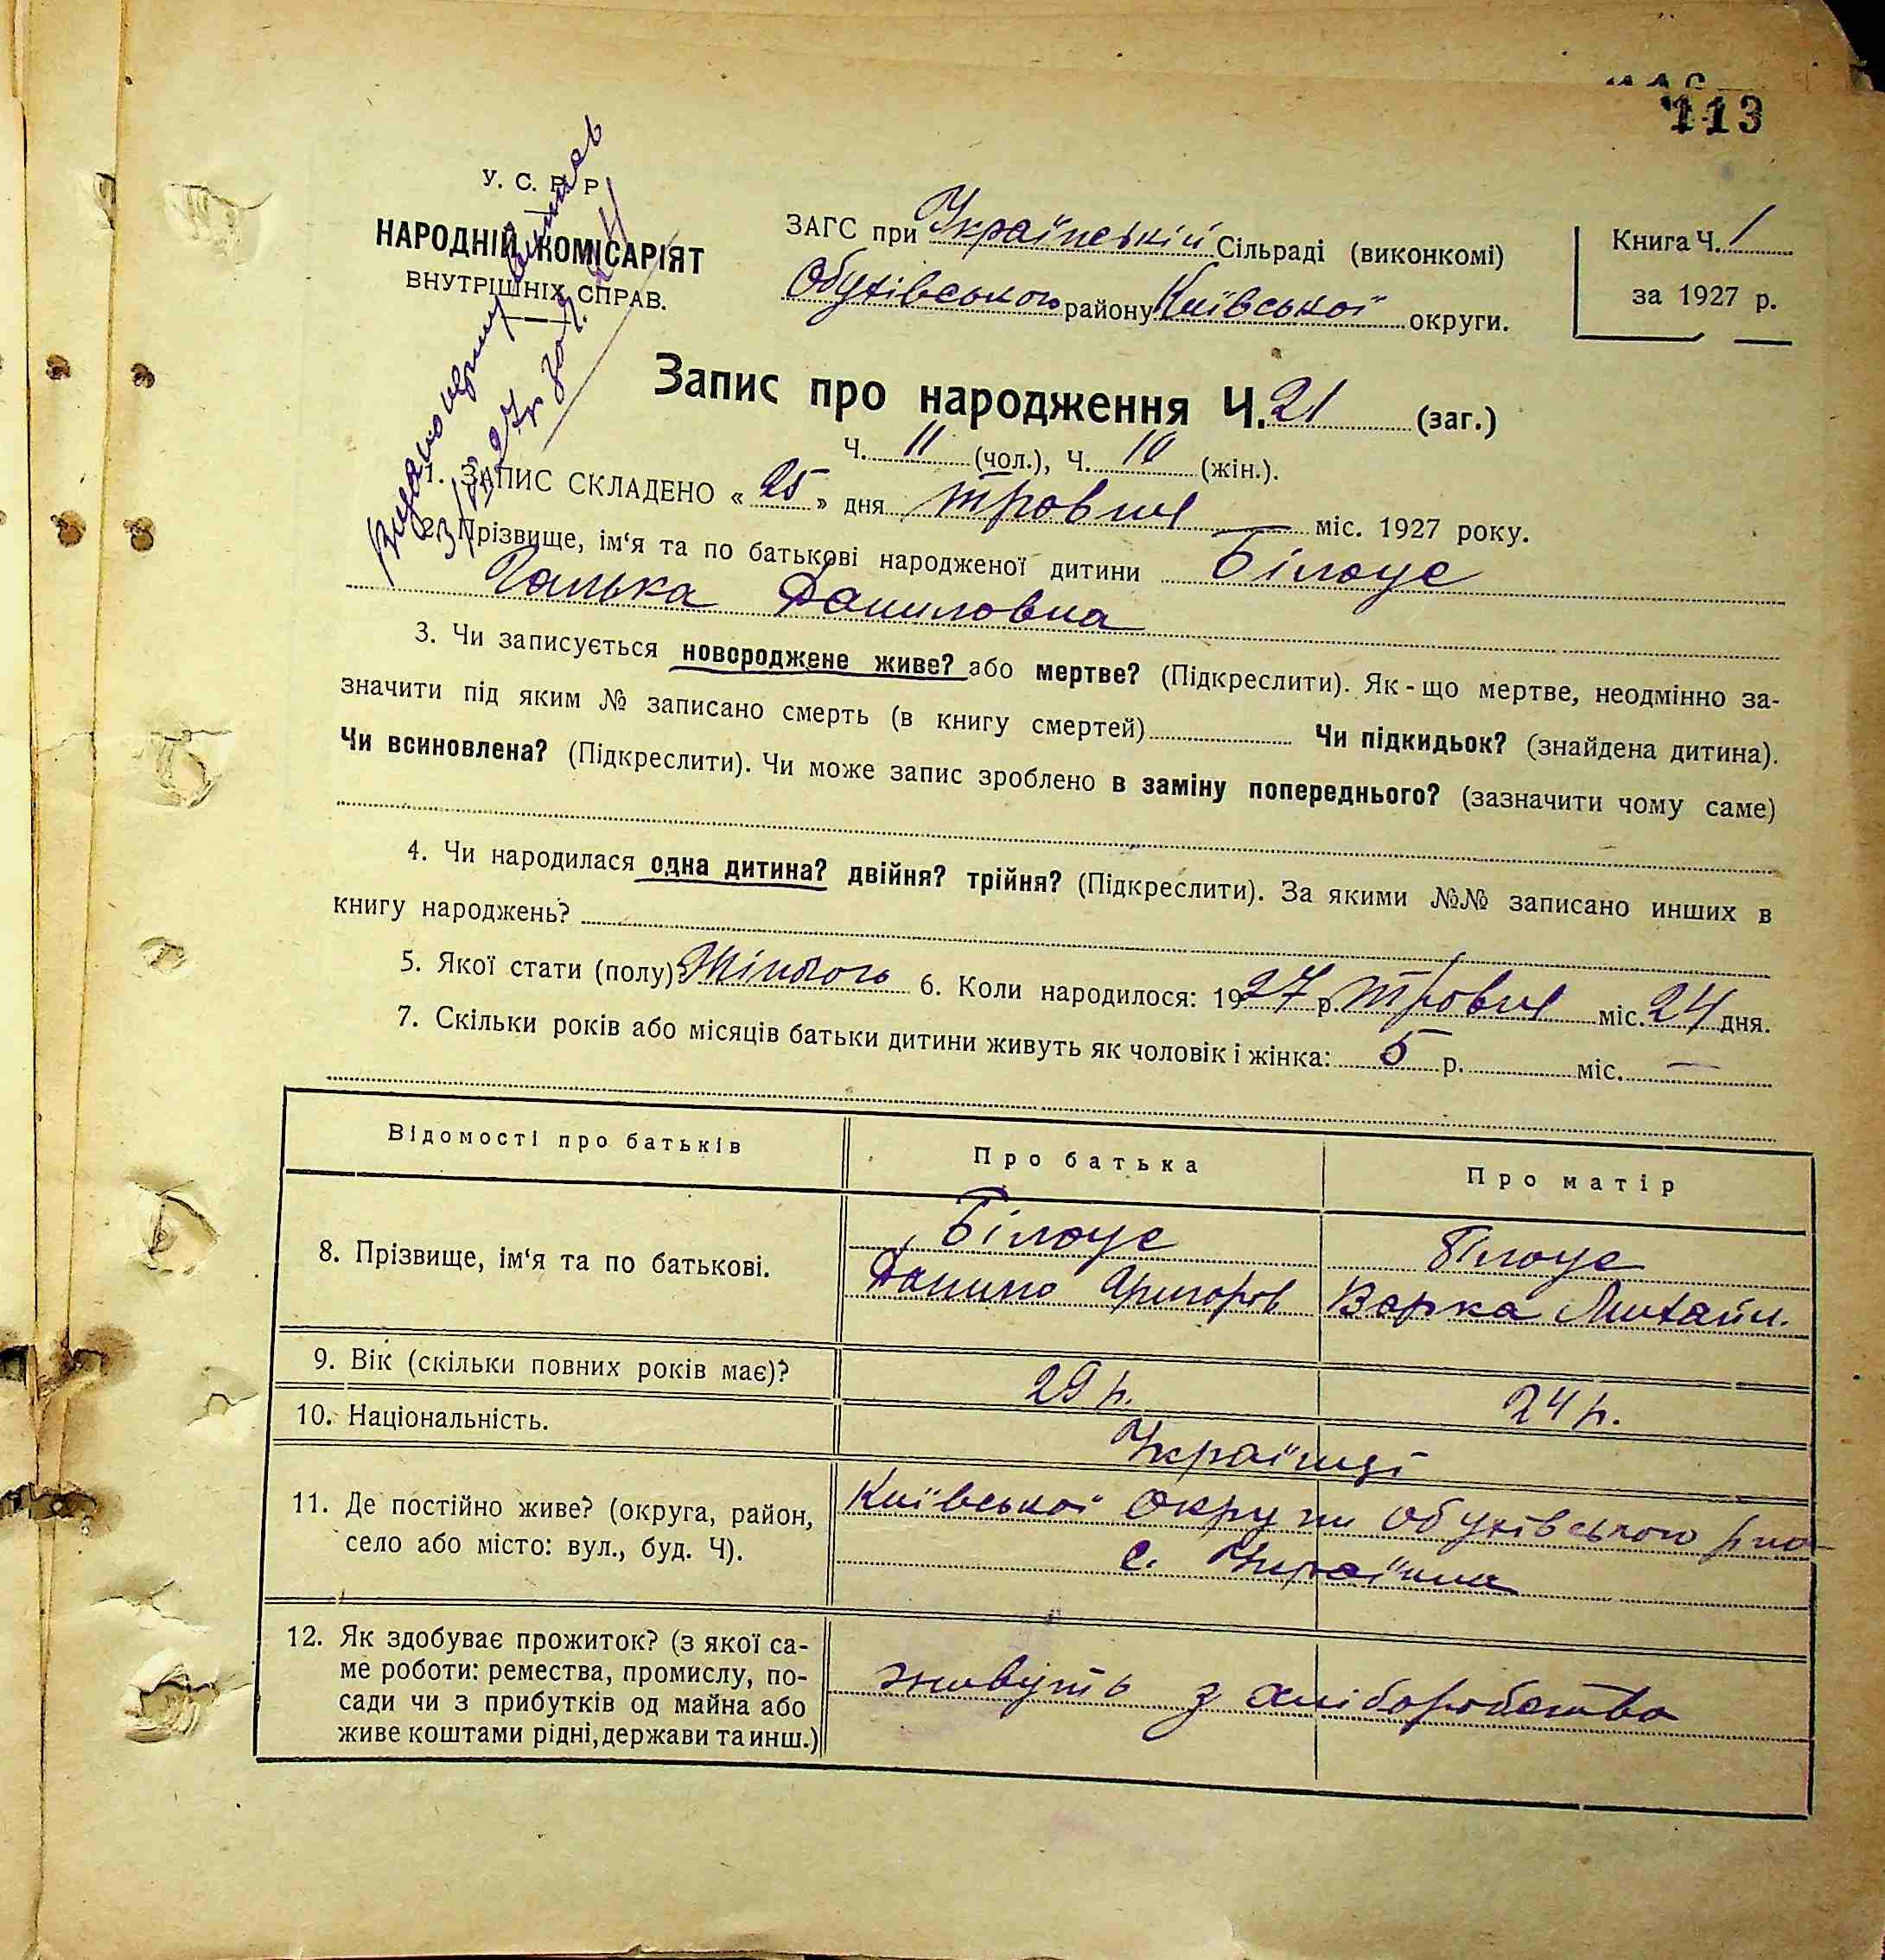 113
У. С. Р. Р.
НАРОДНІЙ КОМІСАРІЯТ
ВНУТРІШНІХ СПРАВ.
ЗАГС при Українській Сільраді (виконкомі)
Обухівського району Київської округи.
Книга Ч. 1
за 1927 р.
Запис про народження Ч. 21 (заг.)
Ч. 11 (чол.), Ч. 10 (жін.).
1. ЗАПИС СКЛАДЕНО « 25 » дня травня міс. 1927 року.
2. Прізвище, ім'я та по батькові народженої дитини Білоус
Ганька Даниловна
3. Чи записується новороджене живе? або мертве? (Підкреслити). Як-що мертве, неодмінно за-
значити під яким № записано смерть (в книгу смертей) Чи підкидьок? (знайдена дитина).
Чи всиновлена? (Підкреслити). Чи може запис зроблено в заміну попереднього? (зазначити чому саме)
4. Чи народилася одна дитина? двійня? трійня? (Підкреслити). За якими №№ записано инших в
книгу народжень?
5. Якої стати (полу) Жіного 6. Коли народилося: 1927 р. травня міс. 24 дня.
7. Скільки років або місяців батьки дитини живуть як чоловік і жінка: 5 р. міс. —
Відомості про батьків Про батька Про матір
8. Прізвище, ім'я та по батькові.
Білоус Білоус
Данило Григоров Варка Михайл.
9. Вік (скільки повних років має)? 29 р. 24 р.
10. Національність. Українці
11. Де постійно живе? (округа, район,
село або місто: вул., буд. Ч).
Київської округи Обухівського р-на
с. Українка
12. Як здобуває прожиток? (з якої са-
ме роботи: ремества, промислу, по-
сади чи з прибутків од майна або
живе коштами рідні, держави та инш.)
живуть з хліборобства